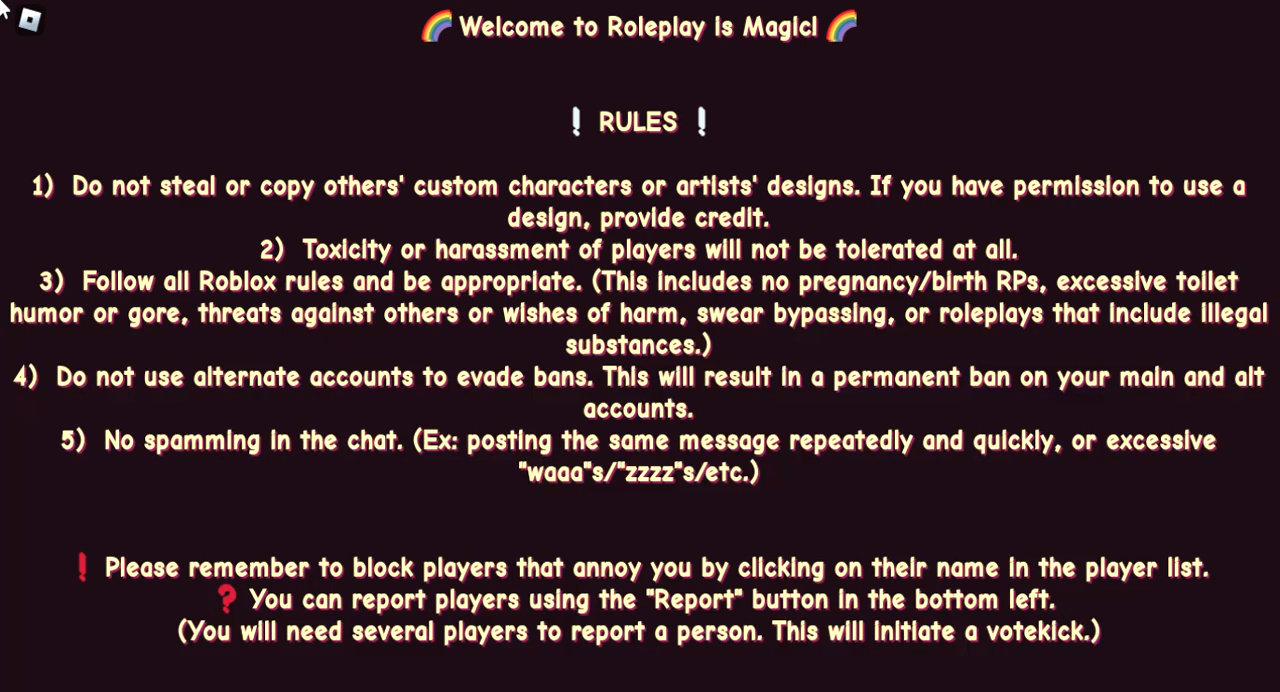 🌈 Welcome to Roleplay is Magic! 🌈
❕ RULES ❕
1) Do not steal or copy others' custom characters or artists' designs. If you have permission to use a
design, provide credit.
2) Toxicity or harassment of players will not be tolerated at all.
3) Follow all Roblox rules and be appropriate. (This includes no pregnancy/birth RPs, excessive toilet
humor or gore, threats against others or wishes of harm, swear bypassing, or roleplays that include illegal
substances.)
4) Do not use alternate accounts to evade bans. This will result in a permanent ban on your main and alt
accounts.
5) No spamming in the chat. (Ex: posting the same message repeatedly and quickly, or excessive
"waaa"s/"zzzz"s/etc.)
❗ Please remember to block players that annoy you by clicking on their name in the player list.
❓ You can report players using the "Report" button in the bottom left.
(You will need several players to report a person. This will initiate a votekick.)